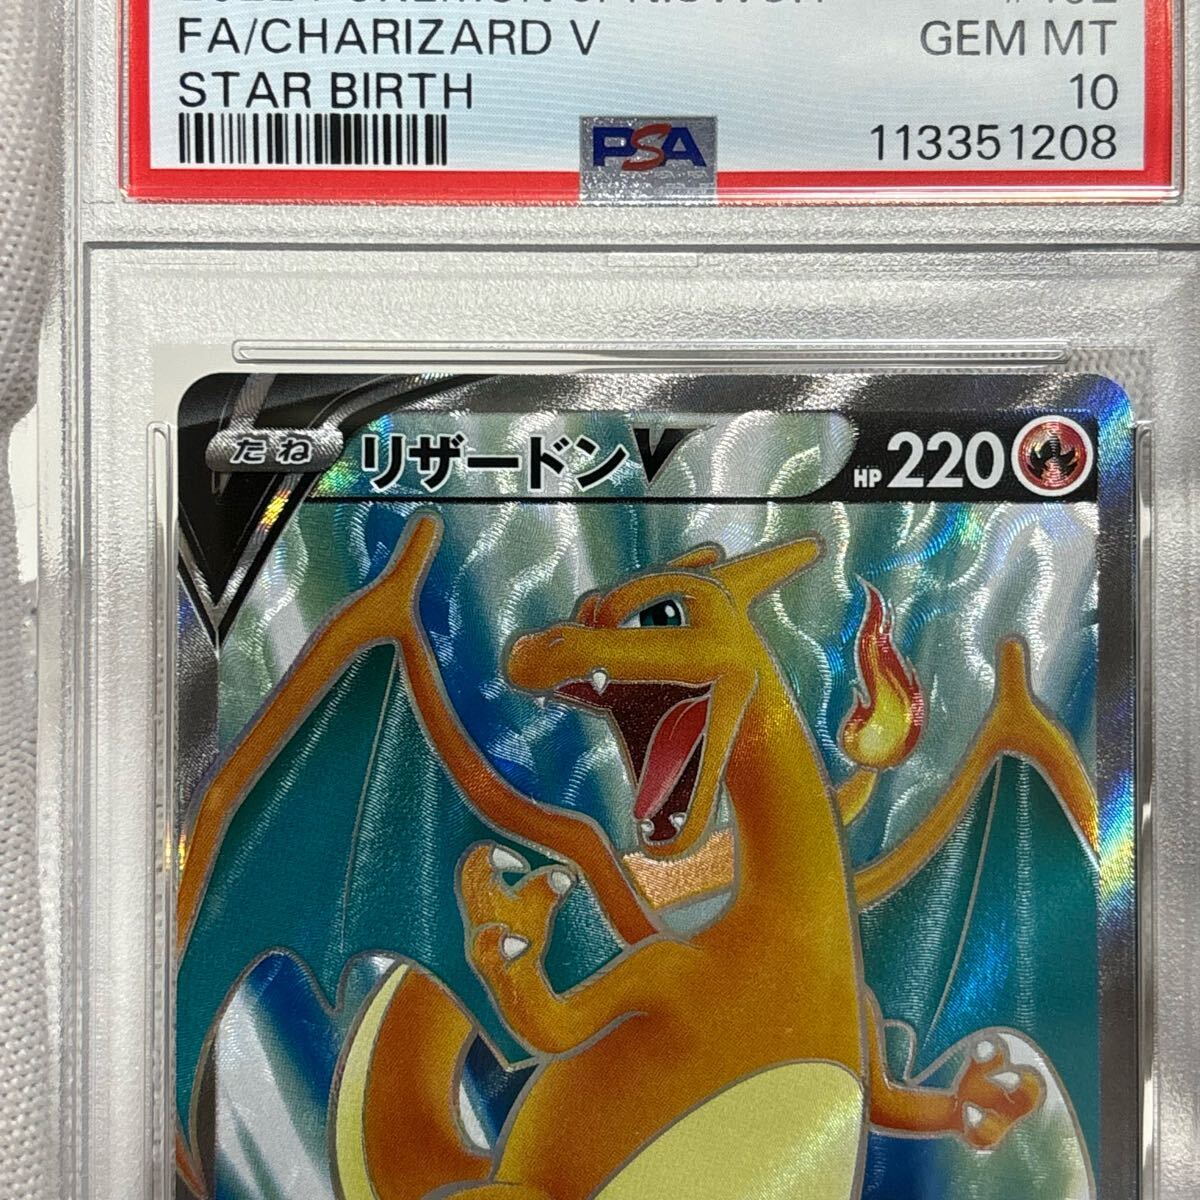 FA/CHARIZARD V GEM MT
STAR BIRTH 10
PSA 113351208
たね リザードンV HP 220